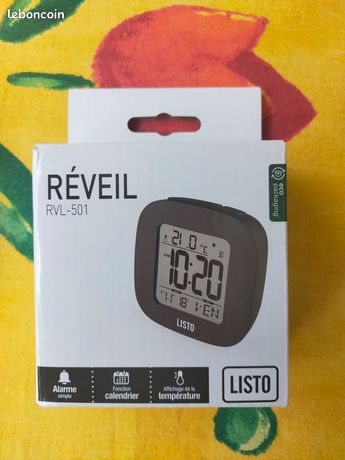 leboncoin
RÉVEIL
RVL-501
eco
packaging
21.0°C
10:20
11.18 VEN
LISTO
Alarme
simple
Fonction
calendrier
Affichage de la
température
LISTO